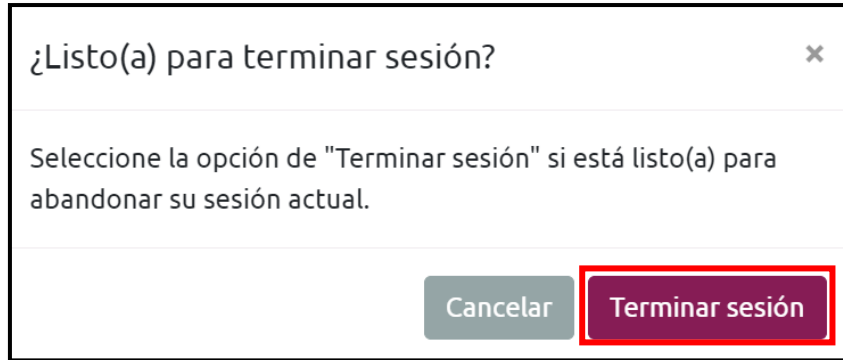 ¿Listo(a) para terminar sesión?
×
Seleccione la opción de "Terminar sesión" si está listo(a) para
abandonar su sesión actual.
Cancelar
Terminar sesión